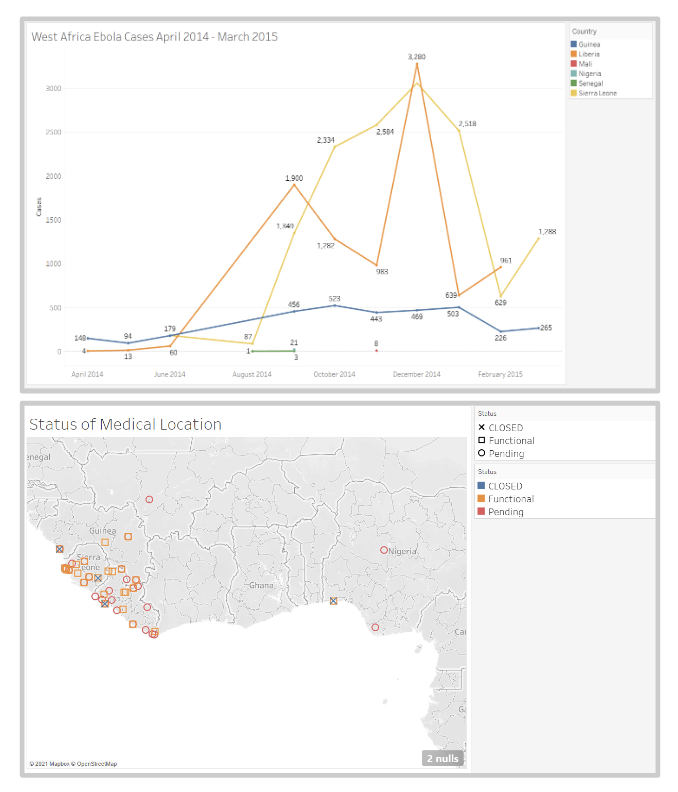 West Africa Ebola Cases April 2014 - March 2015
Country
Guinea
Liberia
Mali
Nigeria
Senegal
Sierra Leone
Cases
3000
2500
2000
1500
1000
500
0
3,280
2,334
2,584
2,518
1,900
1,349
1,282
983
1,288
961
639
629
148
94
179
456
523
443
469
503
226
265
4
13
60
87
1
21
3
8
April 2014
June 2014
August 2014
October 2014
December 2014
February 2015
Status of Medical Location
Status
CLOSED
Functional
Pending
Status
CLOSED
Functional
Pending
enegal
Guinea
Sierra
Leone
Ghana
Nigeria
Ca
Ga
© 2021 Mapbox © OpenStreetMap
2 nulls